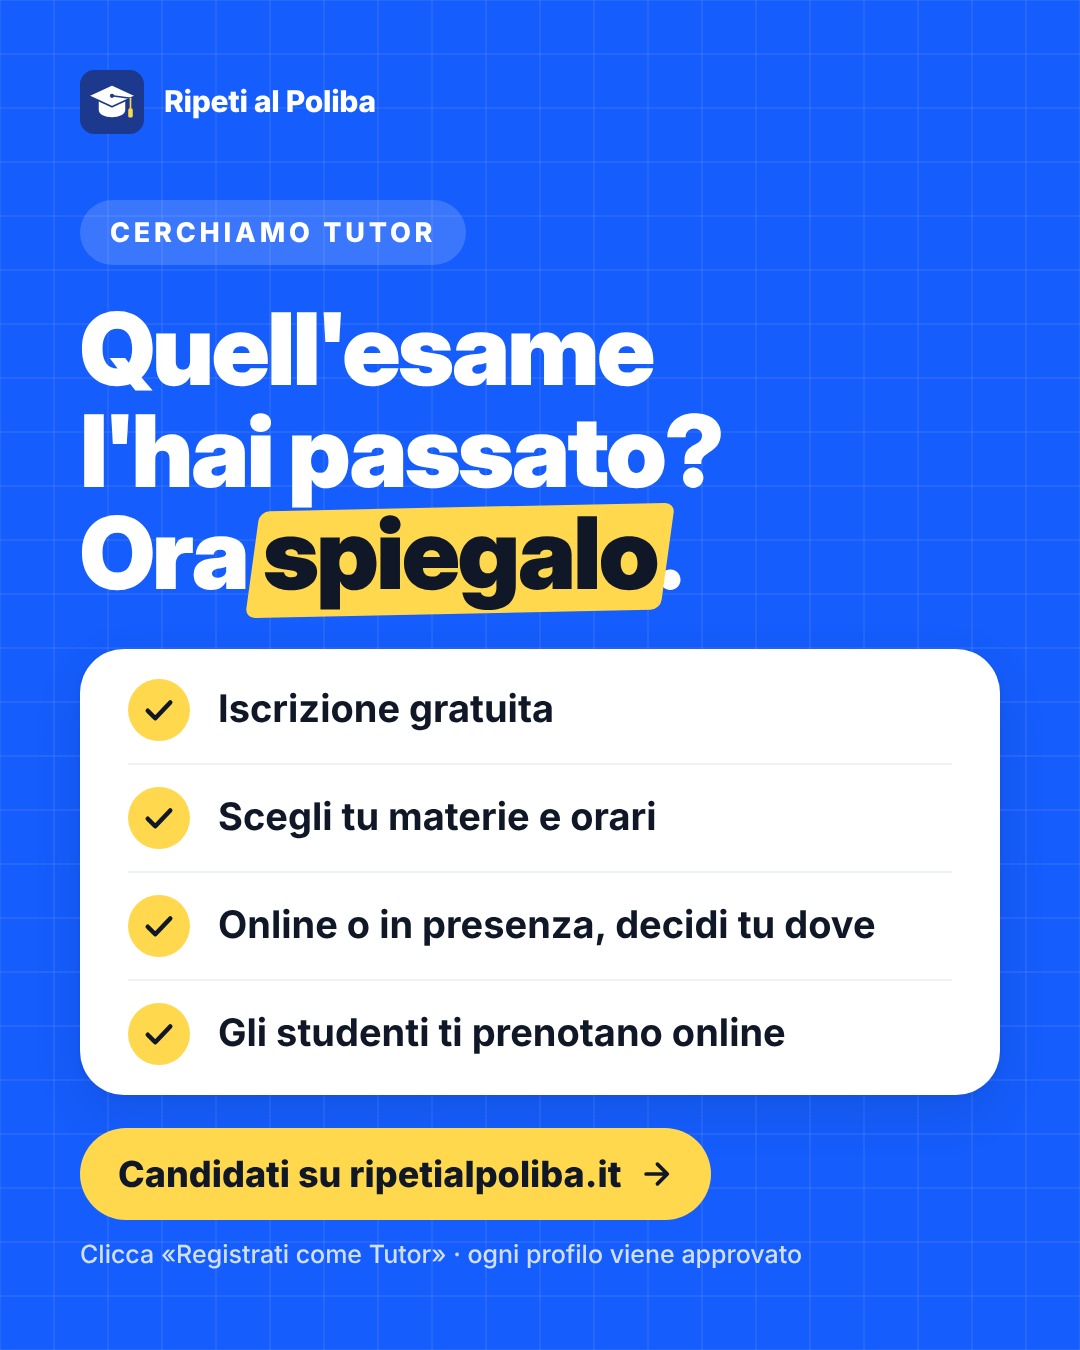 Ripeti al Poliba
CERCHIAMO TUTOR
Quell'esame
l'hai passato?
Ora spiegalo.
Iscrizione gratuita
Scegli tu materie e orari
Online o in presenza, decidi tu dove
Gli studenti ti prenotano online
Candidati su ripetialpoliba.it →
Clicca «Registrati come Tutor» · ogni profilo viene approvato